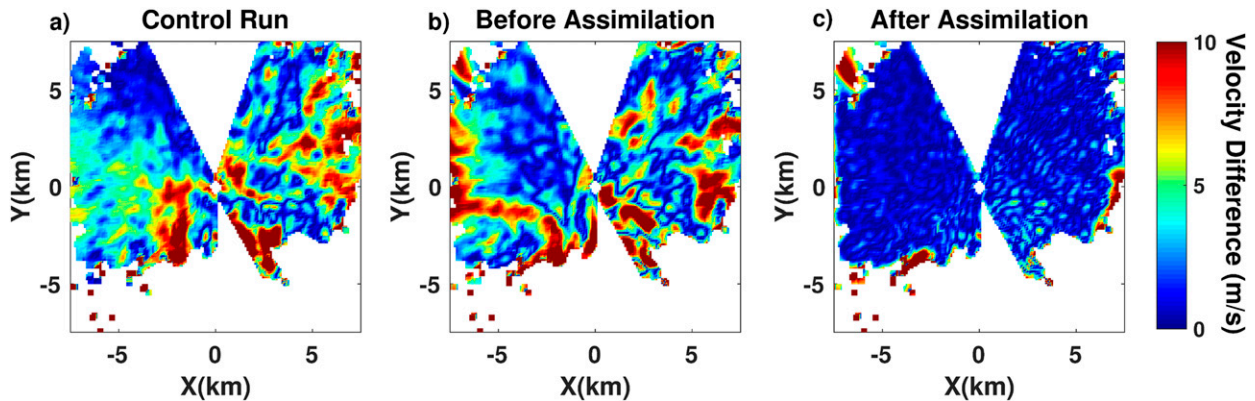 a) Control Run
b) Before Assimilation
c) After Assimilation
Y(km)
5
0
-5
-5 0 5
X(km)
Y(km)
5
0
-5
-5 0 5
X(km)
Y(km)
5
0
-5
-5 0 5
X(km)
10
5
0
Velocity Difference (m/s)